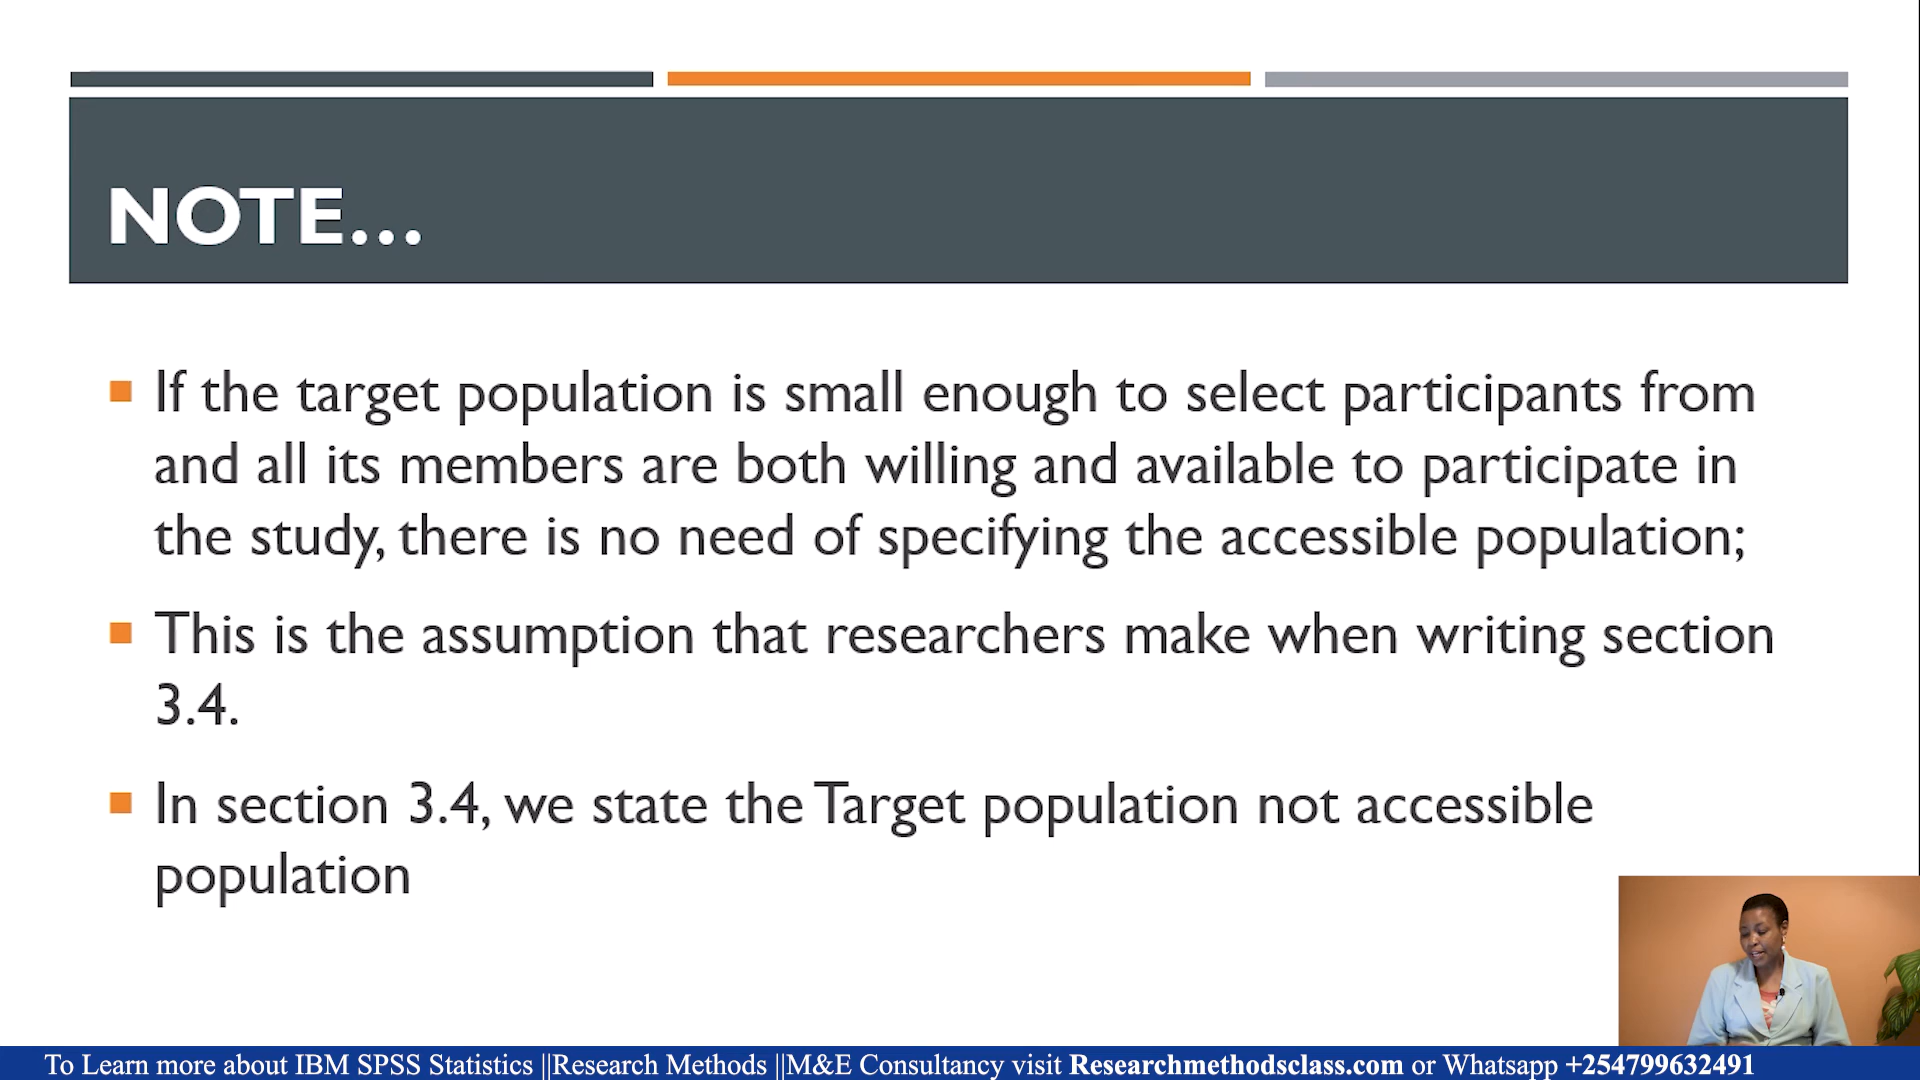 NOTE...
If the target population is small enough to select participants from
and all its members are both willing and available to participate in
the study, there is no need of specifying the accessible population;
This is the assumption that researchers make when writing section
3.4.
In section 3.4, we state the Target population not accessible
population
To Learn more about IBM SPSS Statistics ||Research Methods ||M&E Consultancy visit Researchmethodsclass.com or Whatsapp +254799632491